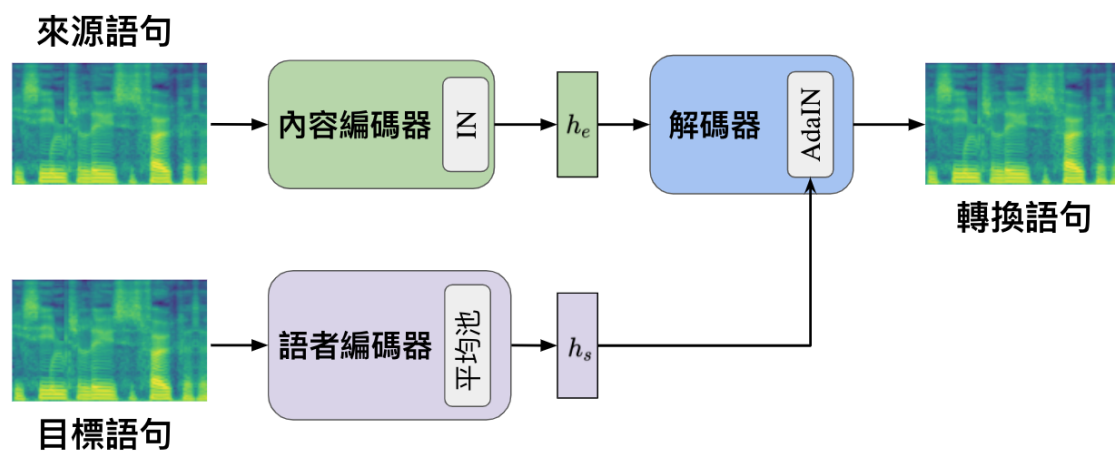 來源語句
內容編碼器
IN
h_e
解碼器
AdaIN
轉換語句
語者編碼器
平均池
h_s
目標語句